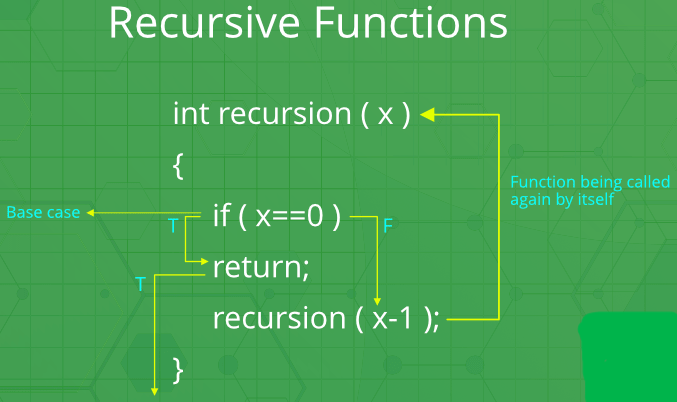 Recursive Functions
int recursion ( x )
{
Function being called
again by itself
Base case
if ( x==0 )
T
F
return;
T
recursion ( x-1 );
}